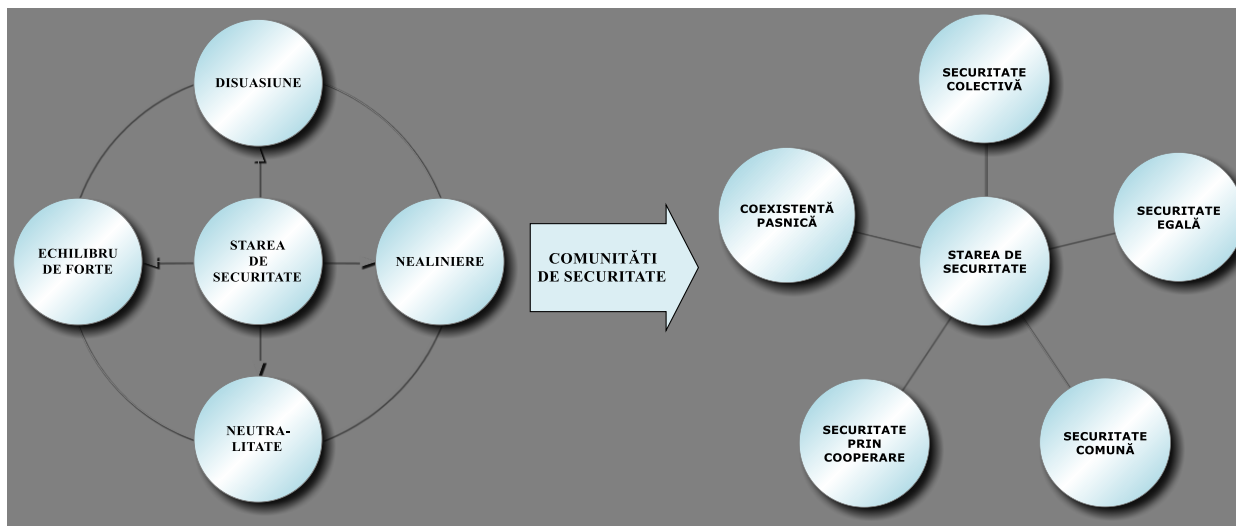 DISUASIUNE
ECHILIBRU
DE FORTE
STAREA
DE
SECURITATE
NEALINIERE
NEUTRA-
LITATE
COMUNITĂTI
DE SECURITATE
SECURITATE
COLECTIVĂ
COEXISTENTĂ
PASNICĂ
SECURITATE
EGALĂ
STAREA DE
SECURITATE
SECURITATE
PRIN
COOPERARE
SECURITATE
COMUNĂ